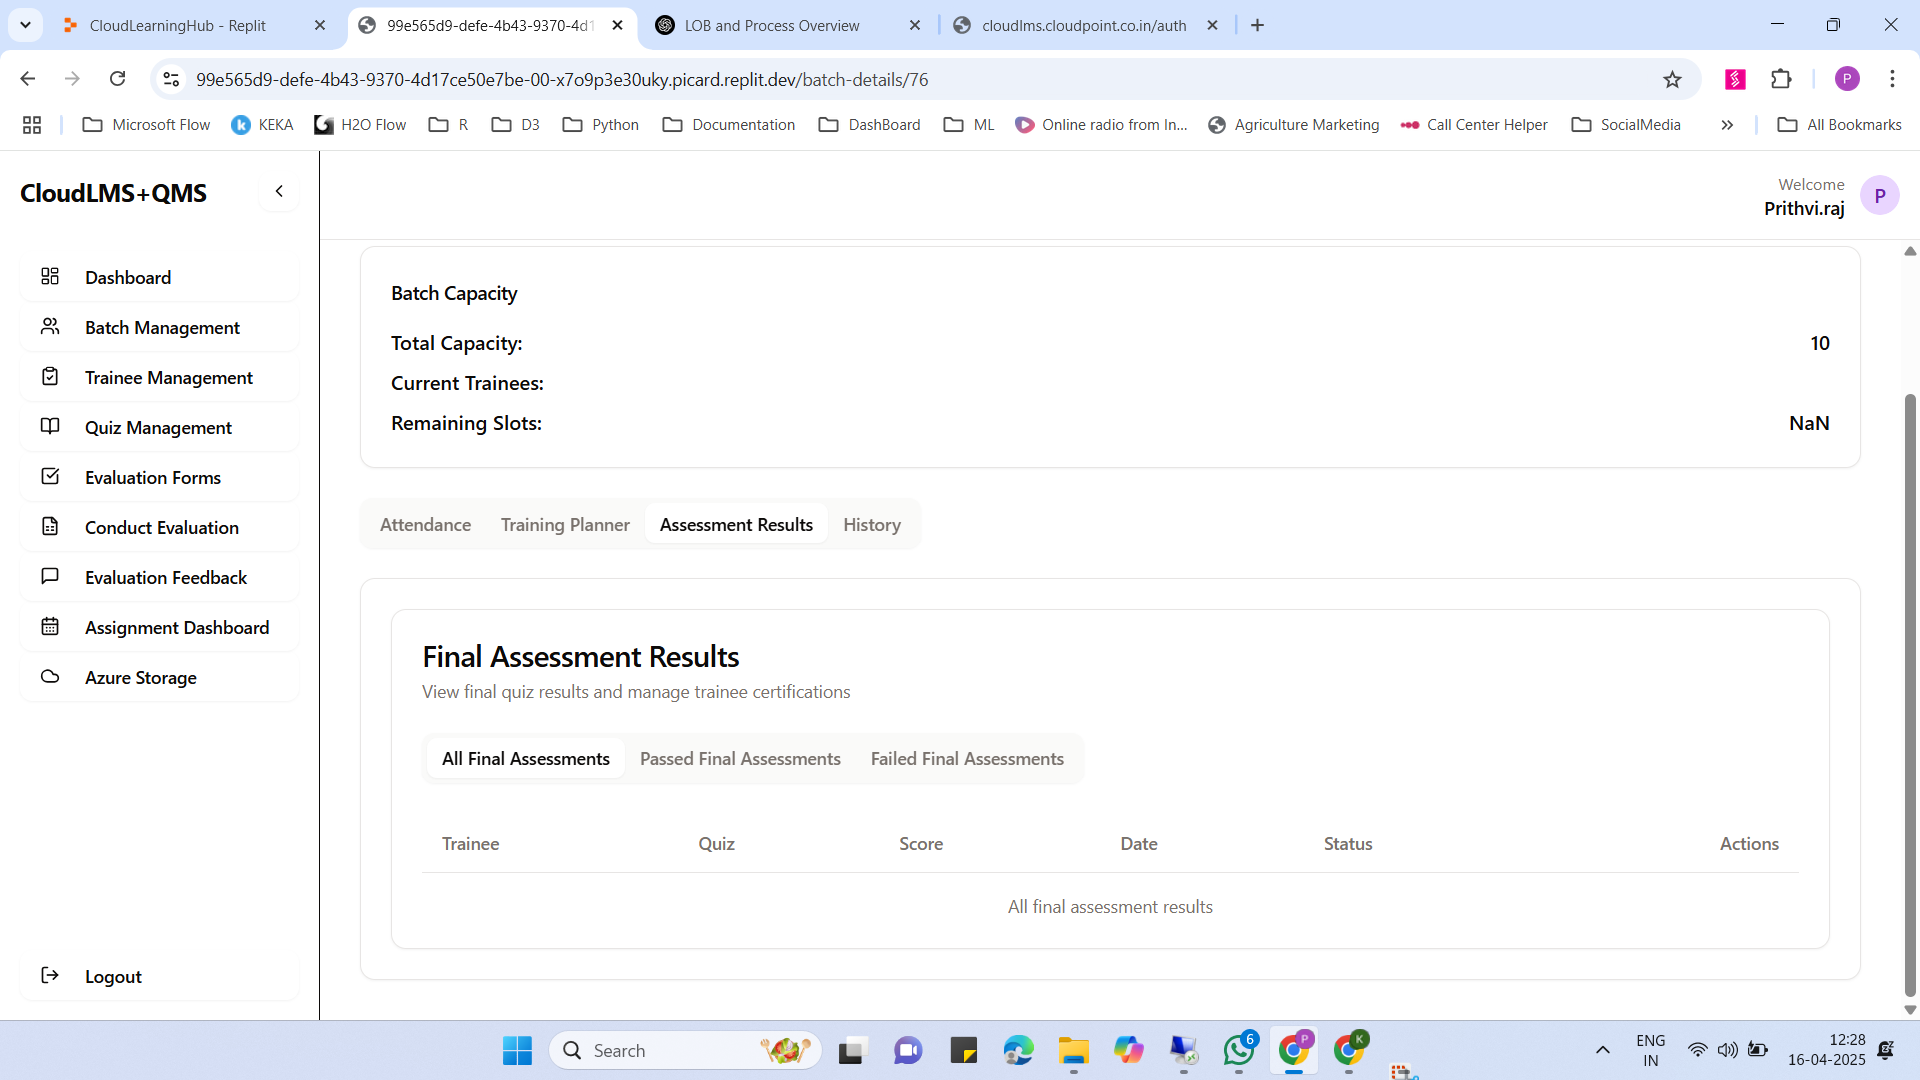 CloudLearningHub - Replit
99e565d9-defe-4b43-9370-4d1
LOB and Process Overview
cloudlms.cloudpoint.co.in/auth
99e565d9-defe-4b43-9370-4d17ce50e7be-00-x7o9p3e30uky.picard.replit.dev/batch-details/76
P
Microsoft Flow
KEKA
H2O Flow
R
D3
Python
Documentation
DashBoard
ML
Online radio from In...
Agriculture Marketing
Call Center Helper
SocialMedia
All Bookmarks
CloudLMS+QMS
Welcome
Prithvi.raj
P
Dashboard
Batch Management
Trainee Management
Quiz Management
Evaluation Forms
Conduct Evaluation
Evaluation Feedback
Assignment Dashboard
Azure Storage
Logout
Batch Capacity
Total Capacity: 10
Current Trainees:
Remaining Slots: NaN
Attendance Training Planner Assessment Results History
Final Assessment Results
View final quiz results and manage trainee certifications
All Final Assessments Passed Final Assessments Failed Final Assessments
Trainee Quiz Score Date Status Actions
All final assessment results
Search
6
P
K
ENG
IN
12:28
16-04-2025